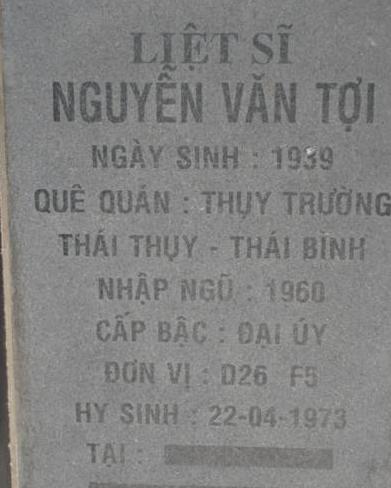 LIỆT SĨ
NGUYỄN VĂN TỢI
NGÀY SINH : 1939
QUÊ QUÁN : THỤY TRƯỜNG
THÁI THỤY - THÁI BÌNH
NHẬP NGŨ : 1960
CẤP BẬC : ĐẠI ÚY
ĐƠN VỊ : D26 F5
HY SINH : 22-04-1973
TẠI :